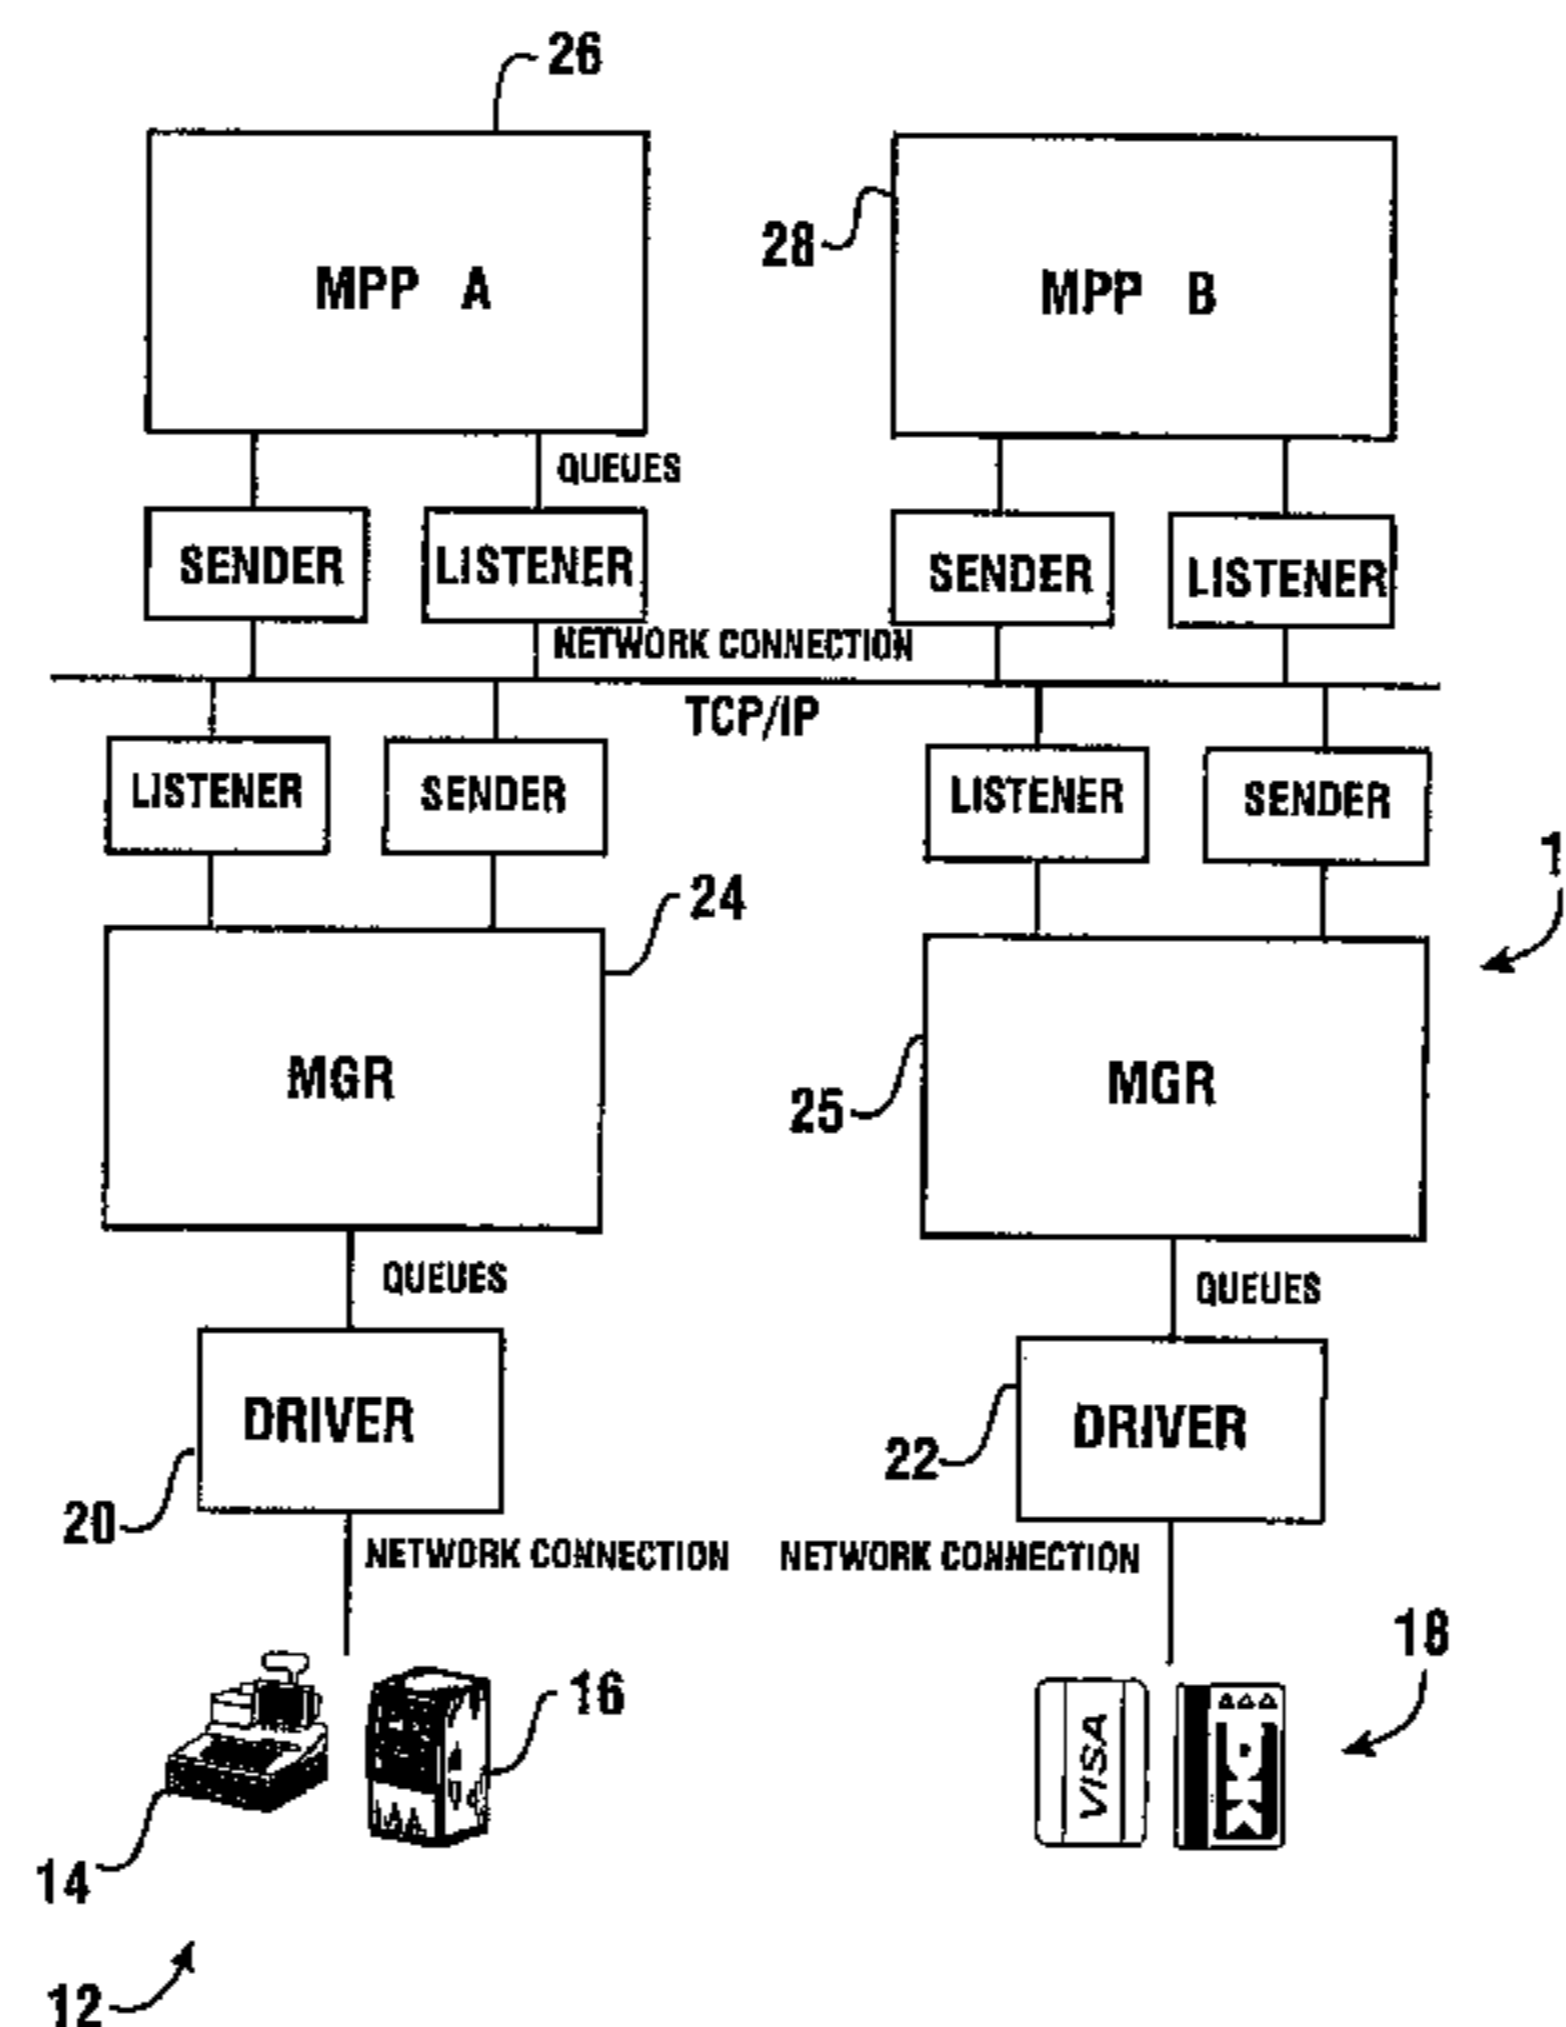 26
28
MPP A
MPP B
QUEUES
SENDER
LISTENER
SENDER
LISTENER
NETWORK CONNECTION
TCP/IP
LISTENER
SENDER
LISTENER
SENDER
1
24
MGR
25
MGR
QUEUES
QUEUES
DRIVER
DRIVER
22
20
NETWORK CONNECTION
NETWORK CONNECTION
18
16
VISA
14
12